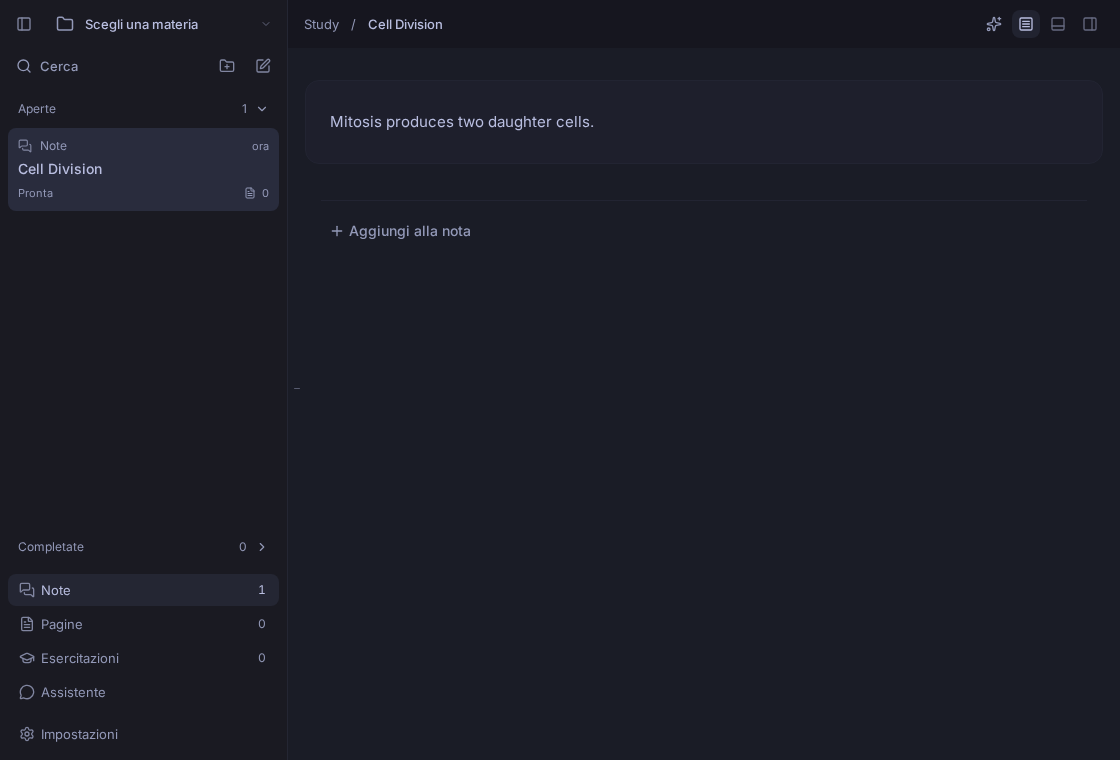 Scegli una materia
Cerca
Aperte 1
Note ora
Cell Division
Pronta 0
Completate 0
Note 1
Pagine 0
Esercitazioni 0
Assistente
Impostazioni
Study / Cell Division
Mitosis produces two daughter cells.
+ Aggiungi alla nota